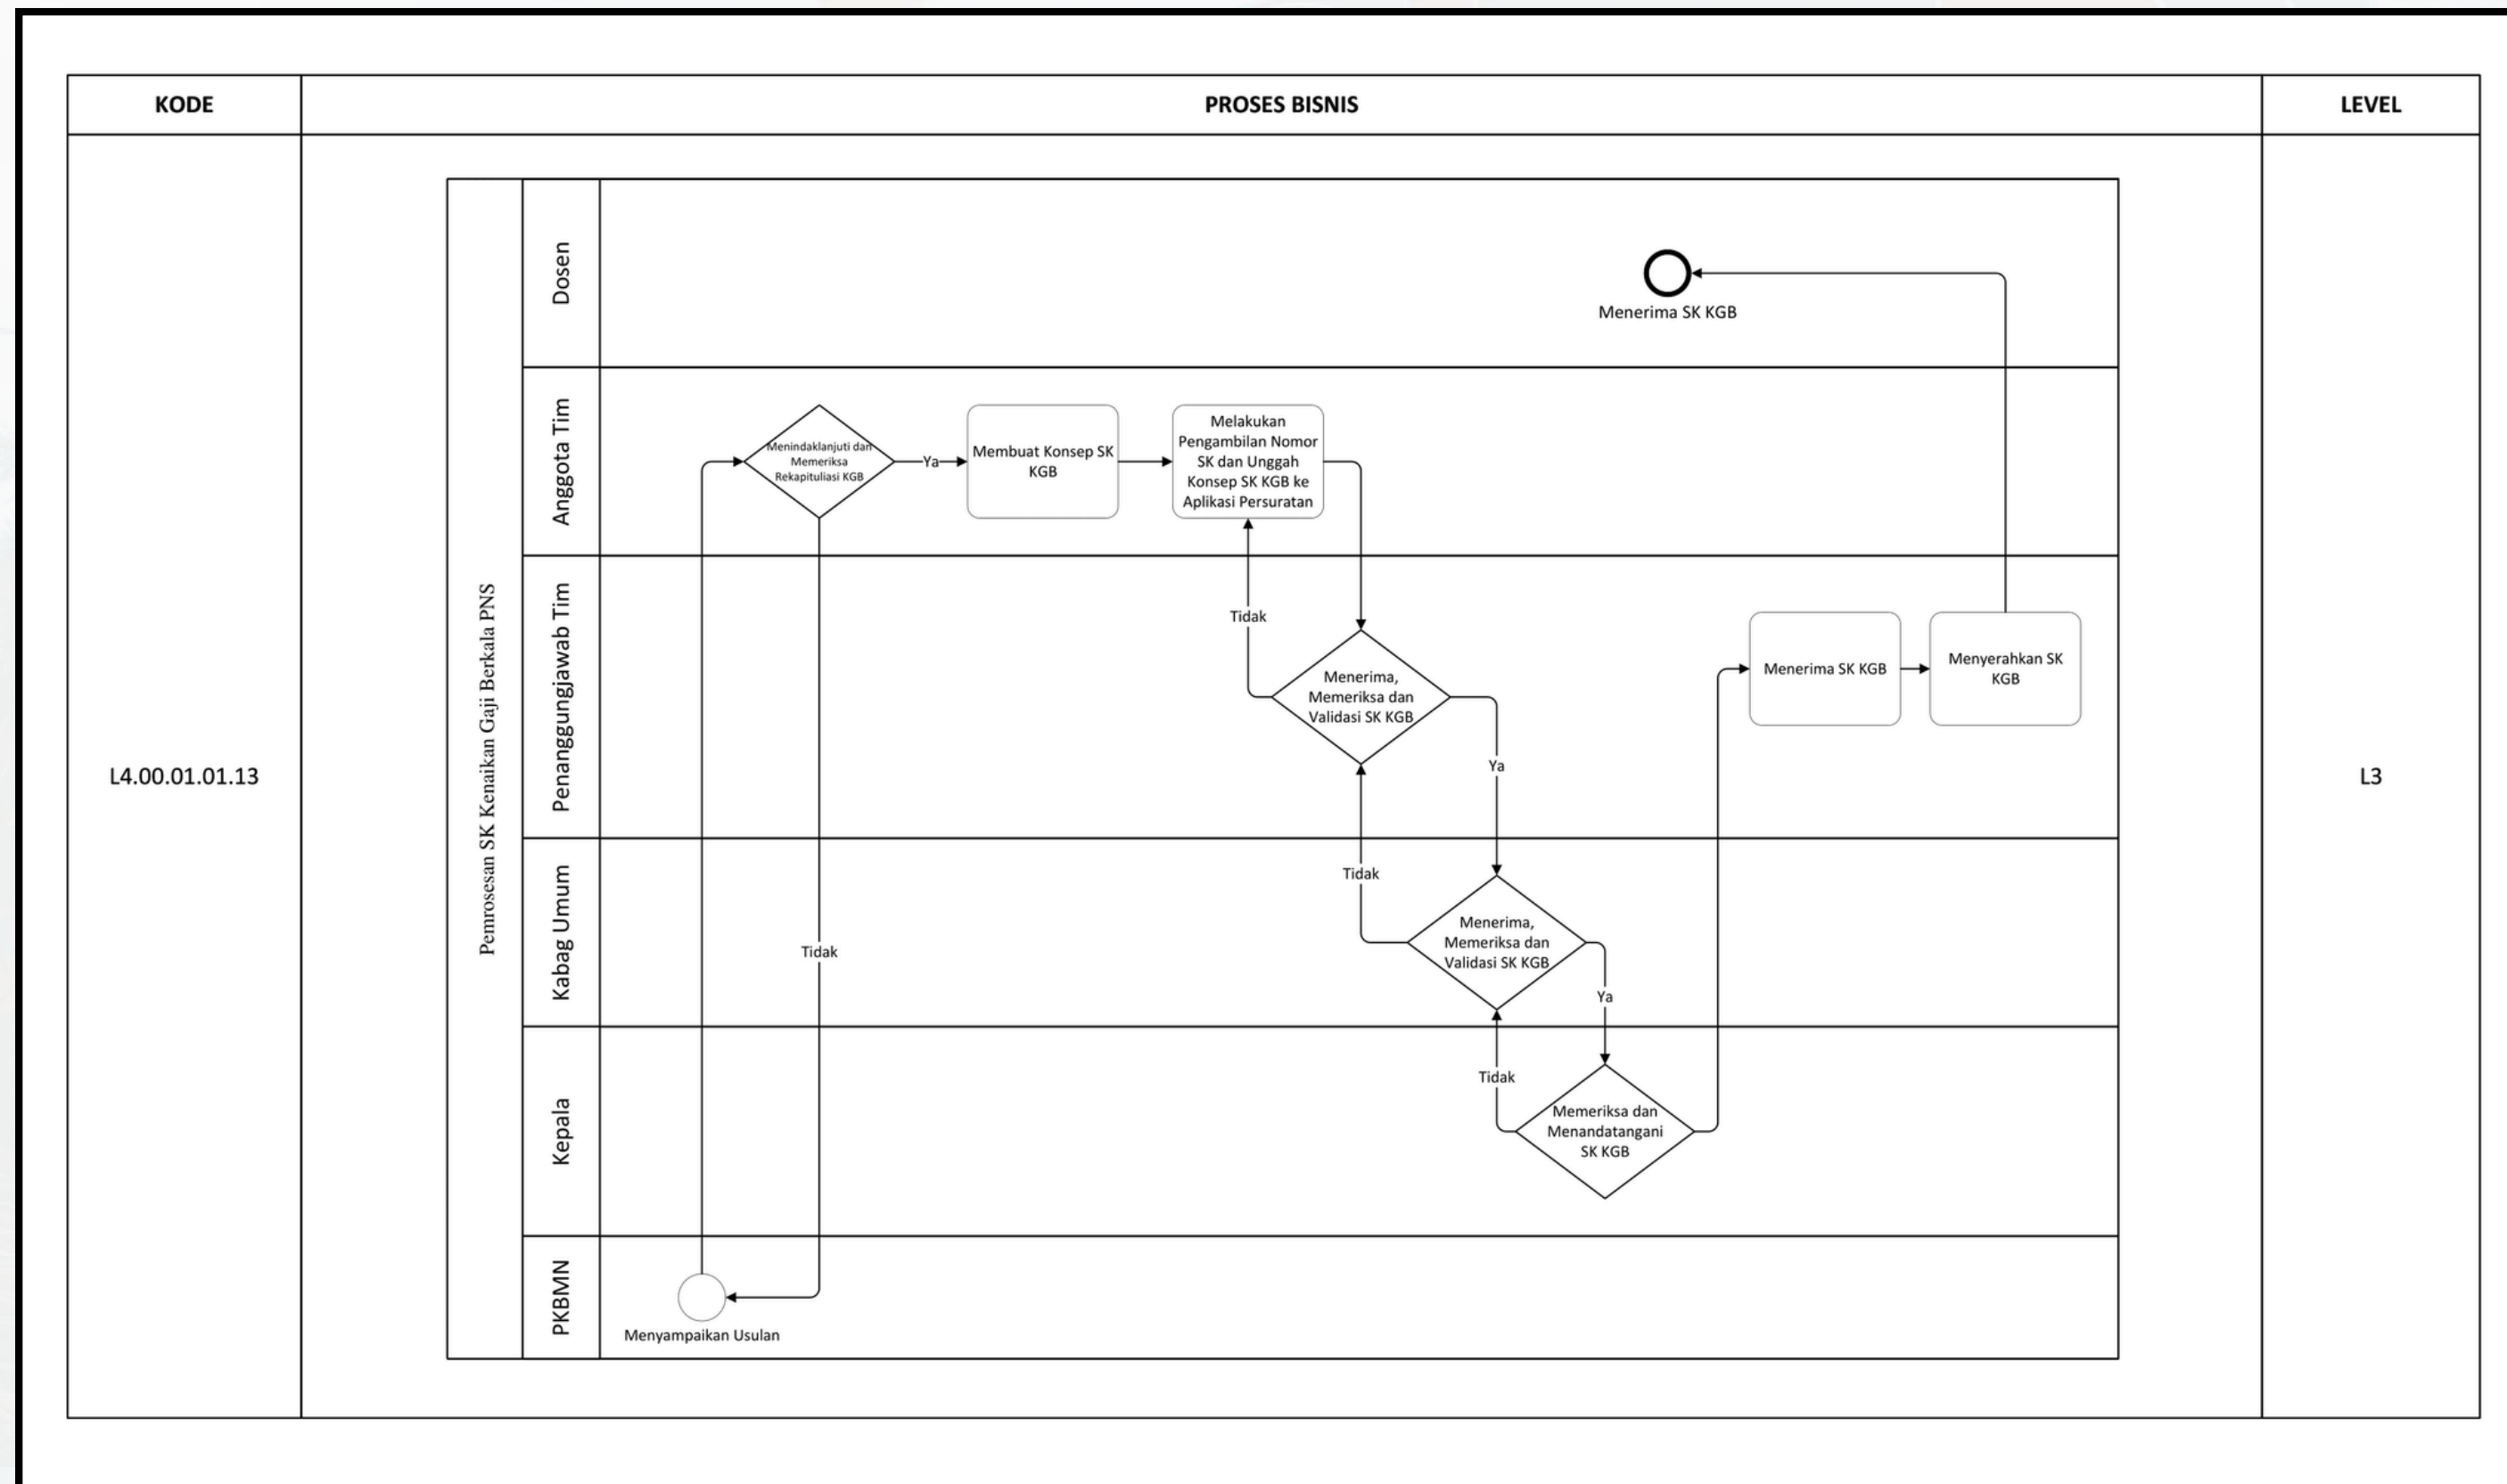 KODE
PROSES BISNIS
LEVEL
L4.00.01.01.13
L3
Pemrosesan SK Kenaikan Gaji Berkala PNS
Dosen
Menerima SK KGB
Anggota Tim
Menindaklanjuti dan
Memeriksa
Rekapituliasi KGB
Ya
Membuat Konsep SK
KGB
Melakukan
Pengambilan Nomor
SK dan Unggah
Konsep SK KGB ke
Aplikasi Persuratan
Penanggungjawab Tim
Tidak
Menerima,
Memeriksa dan
Validasi SK KGB
Ya
Menerima SK KGB
Menyerahkan SK
KGB
Kabag Umum
Tidak
Tidak
Menerima,
Memeriksa dan
Validasi SK KGB
Ya
Kepala
Tidak
Memeriksa dan
Menandatangani
SK KGB
PKBMN
Menyampaikan Usulan